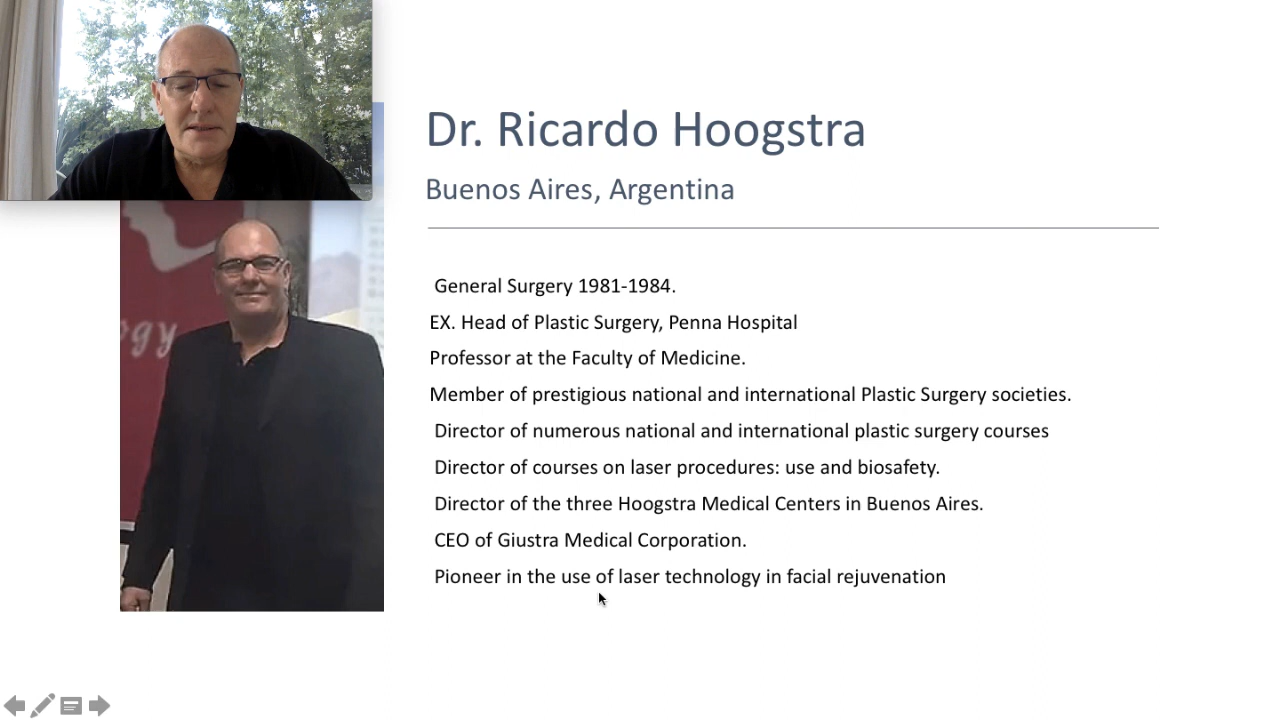 Dr. Ricardo Hoogstra
Buenos Aires, Argentina
ogy
General Surgery 1981-1984.
EX. Head of Plastic Surgery, Penna Hospital
Professor at the Faculty of Medicine.
Member of prestigious national and international Plastic Surgery societies.
Director of numerous national and international plastic surgery courses
Director of courses on laser procedures: use and biosafety.
Director of the three Hoogstra Medical Centers in Buenos Aires.
CEO of Giustra Medical Corporation.
Pioneer in the use of laser technology in facial rejuvenation